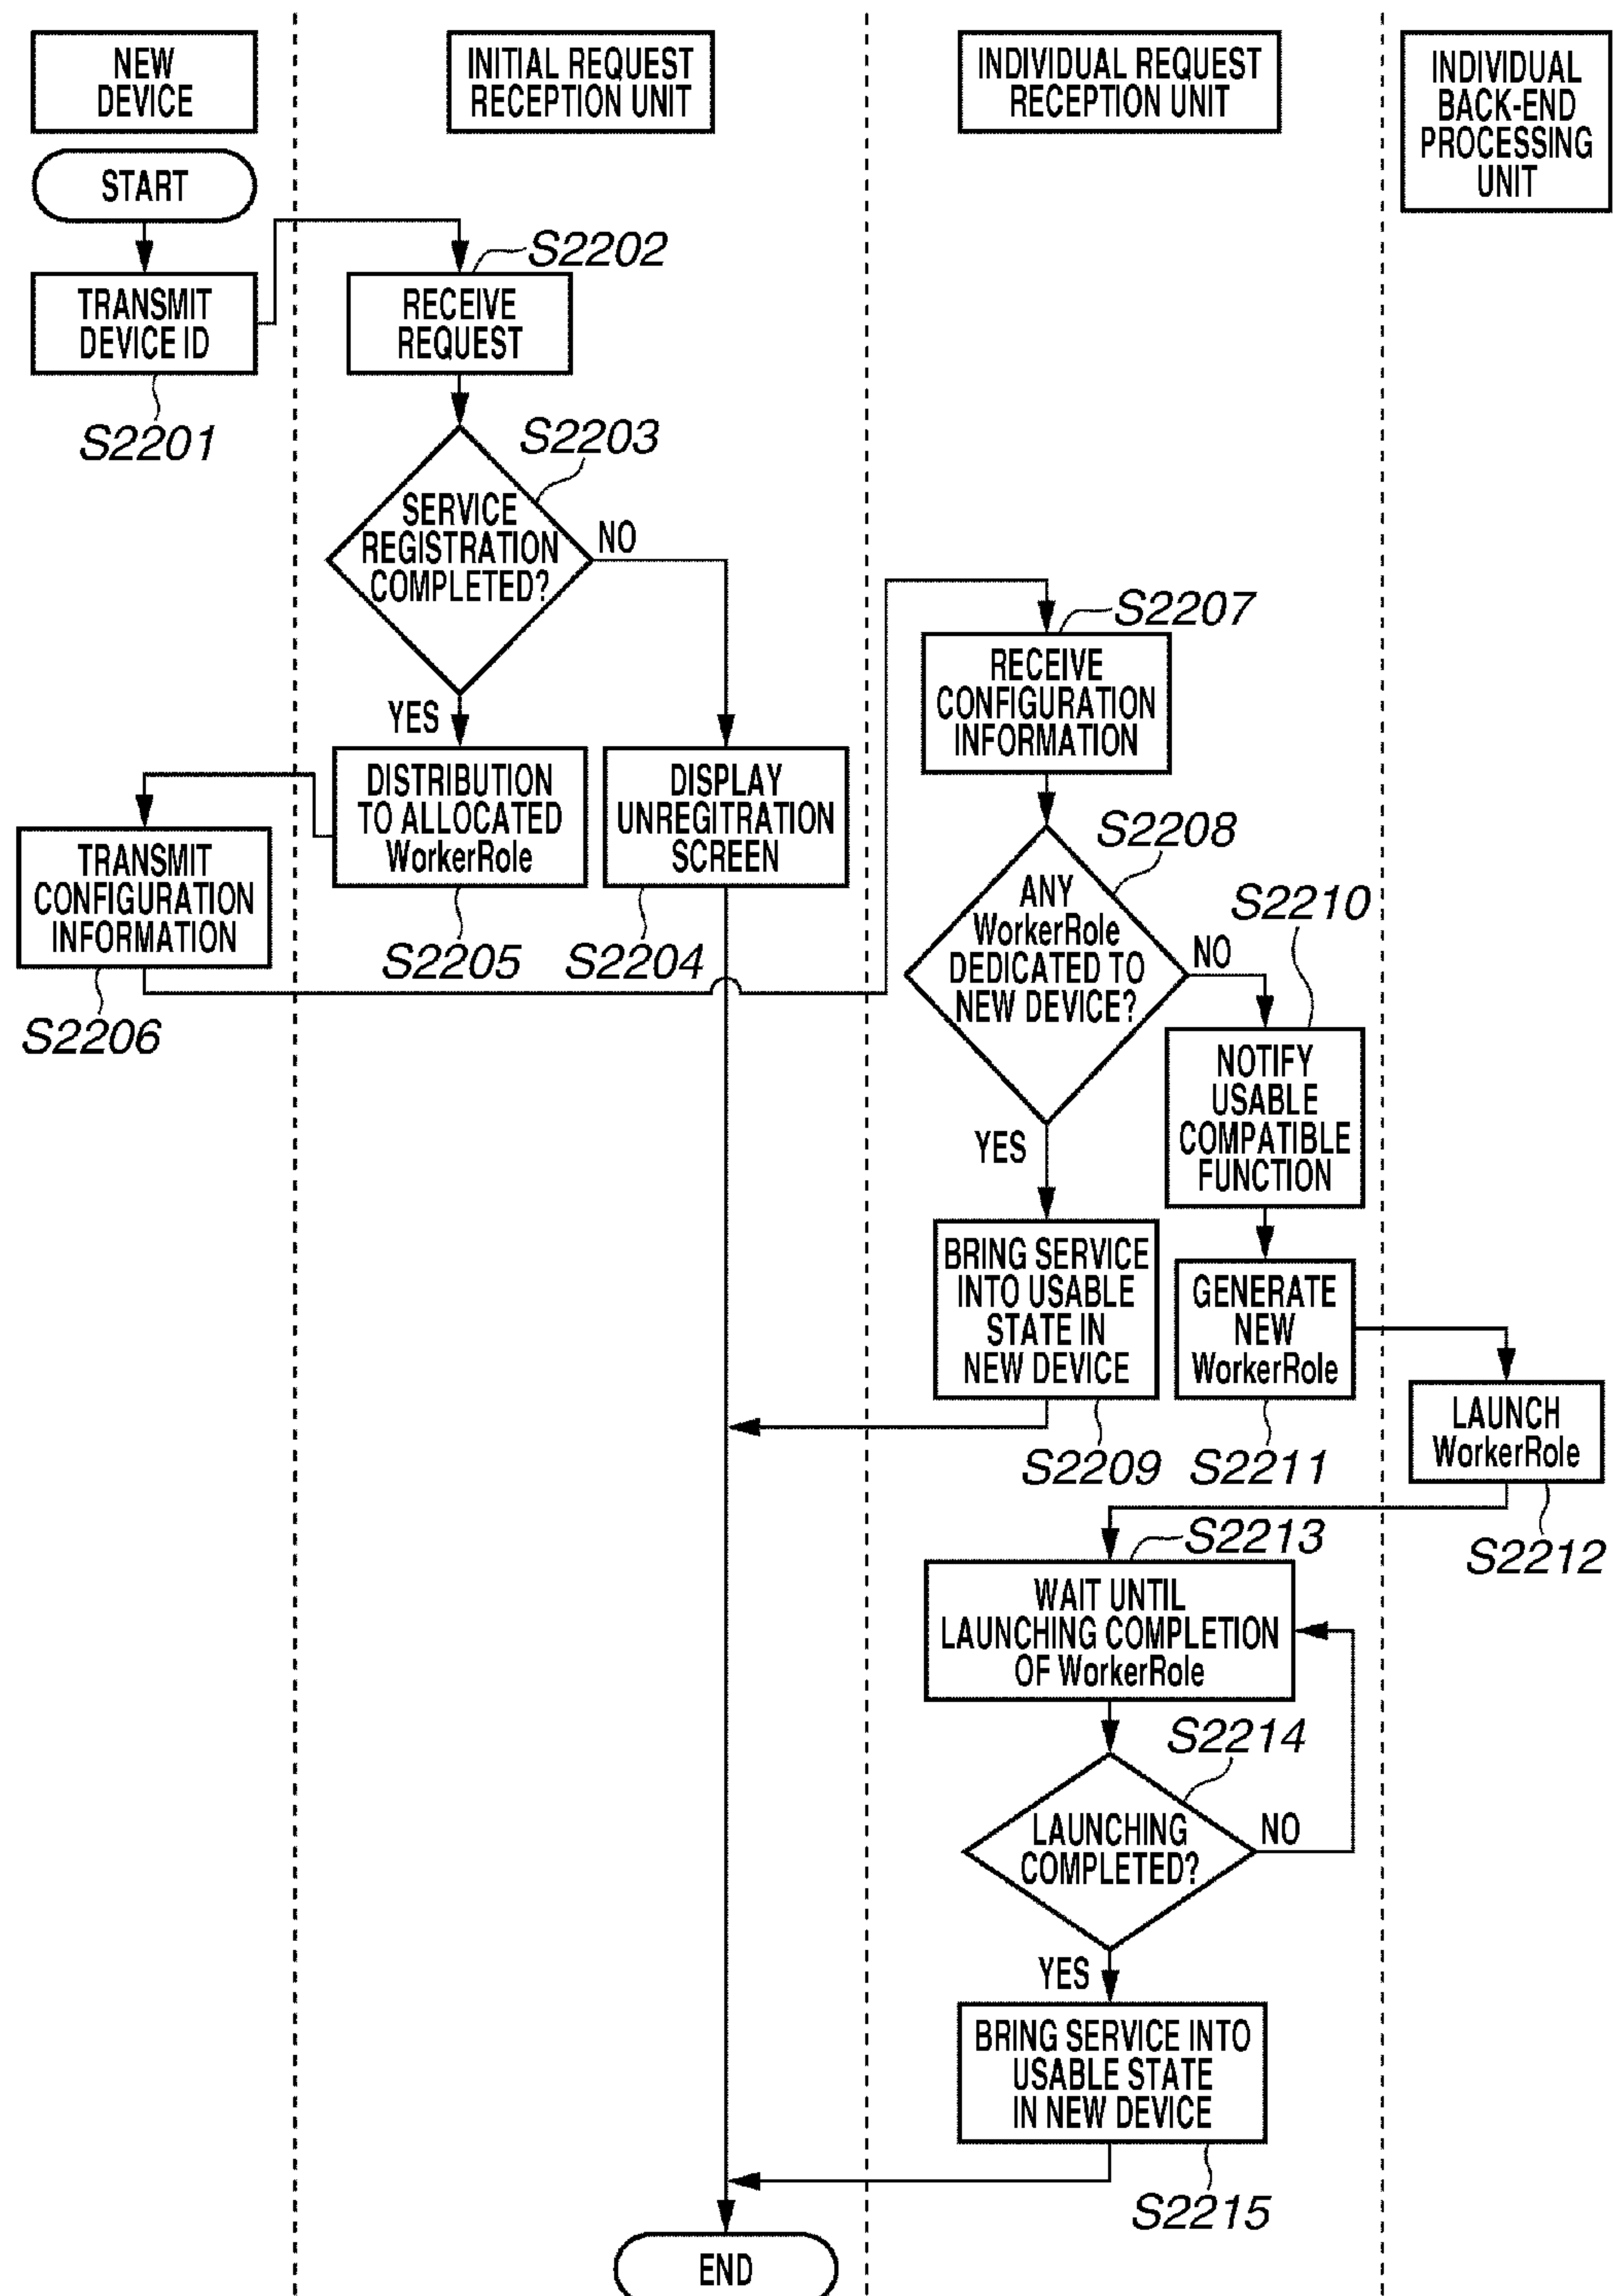 NEW
DEVICE
INITIAL REQUEST
RECEPTION UNIT
INDIVIDUAL REQUEST
RECEPTION UNIT
INDIVIDUAL
BACK-END
PROCESSING
UNIT
START
TRANSMIT
DEVICE ID
S2201
S2202
RECEIVE
REQUEST
S2203
SERVICE
REGISTRATION
COMPLETED?
NO
YES
DISTRIBUTION
TO ALLOCATED
WorkerRole
S2205
DISPLAY
UNREGITRATION
SCREEN
S2204
TRANSMIT
CONFIGURATION
INFORMATION
S2206
S2207
RECEIVE
CONFIGURATION
INFORMATION
S2208
ANY
WorkerRole
DEDICATED TO
NEW DEVICE?
NO
YES
S2210
NOTIFY
USABLE
COMPATIBLE
FUNCTION
BRING SERVICE
INTO USABLE
STATE IN
NEW DEVICE
S2209
GENERATE
NEW
WorkerRole
S2211
LAUNCH
WorkerRole
S2212
S2213
WAIT UNTIL
LAUNCHING COMPLETION
OF WorkerRole
S2214
LAUNCHING
COMPLETED?
NO
YES
BRING SERVICE INTO
USABLE STATE
IN NEW DEVICE
S2215
END